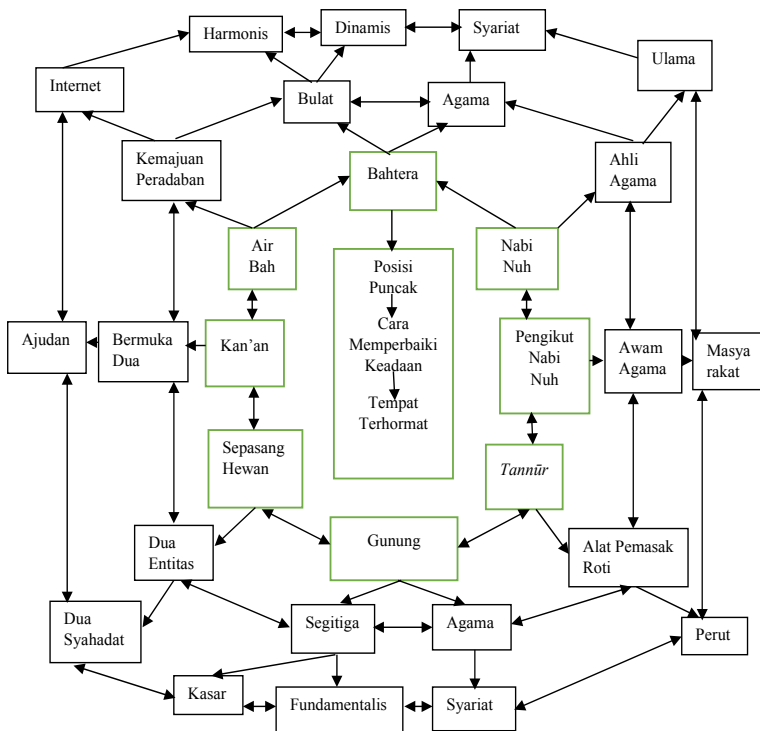 Harmonis
Dinamis
Syariat
Ulama
Internet
Bulat
Agama
Kemajuan
Peradaban
Bahtera
Ahli
Agama
Air
Bah
Posisi
Puncak
Cara
Memperbaiki
Keadaan
Tempat
Terhormat
Nabi
Nuh
Ajudan
Bermuka
Dua
Kan’an
Pengikut
Nabi
Nuh
Awam
Agama
Masya
rakat
Sepasang
Hewan
Tannūr
Dua
Entitas
Gunung
Alat Pemasak
Roti
Dua
Syahadat
Segitiga
Agama
Perut
Kasar
Fundamentalis
Syariat